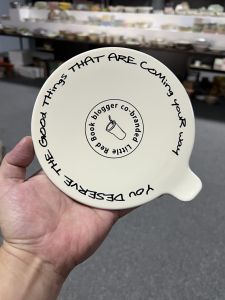 YOU DESERVE THE GOOD Things THAT ARE COMing yOUR way
Little Red Book blogger co-branded